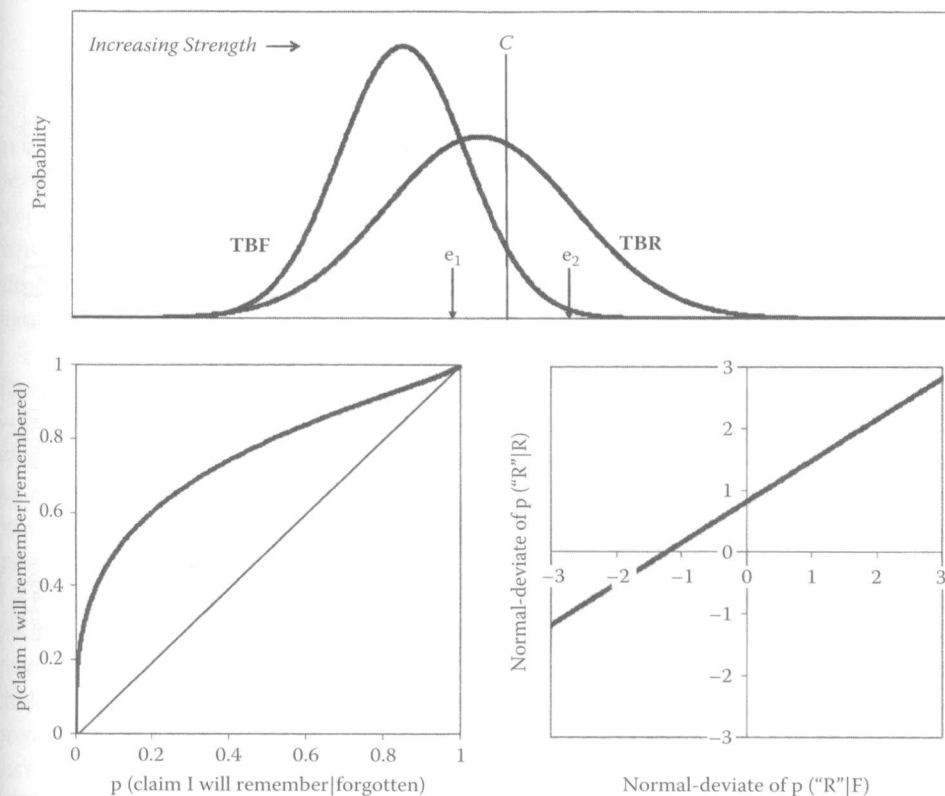 Increasing Strength →
C
Probability
TBF
e₁
e₂
TBR
p(claim I will remember|remembered)
1
0.8
0.6
0.4
0.2
0
0 0.2 0.4 0.6 0.8 1
p (claim I will remember|forgotten)
Normal-deviate of p ("R"|R)
3
2
1
0
−3 −2 −1 0 1 2 3
−1
−2
−3
Normal-deviate of p ("R"|F)